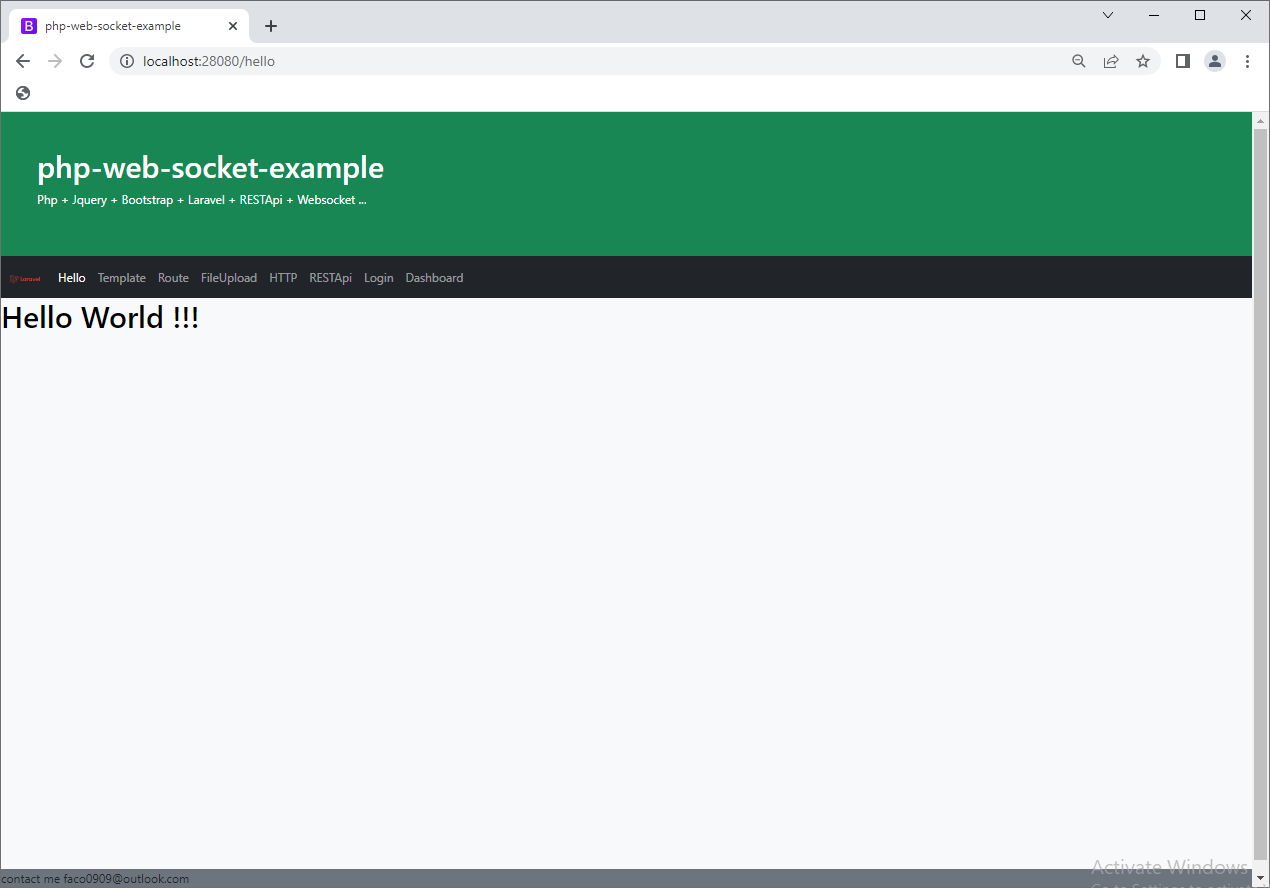 php-web-socket-example
localhost:28080/hello
php-web-socket-example
Php + Jquery + Bootstrap + Laravel + RESTApi + Websocket ...
Laravel Hello Template Route FileUpload HTTP RESTApi Login Dashboard
Hello World !!!
Activate Windows
contact me faco0909@outlook.com